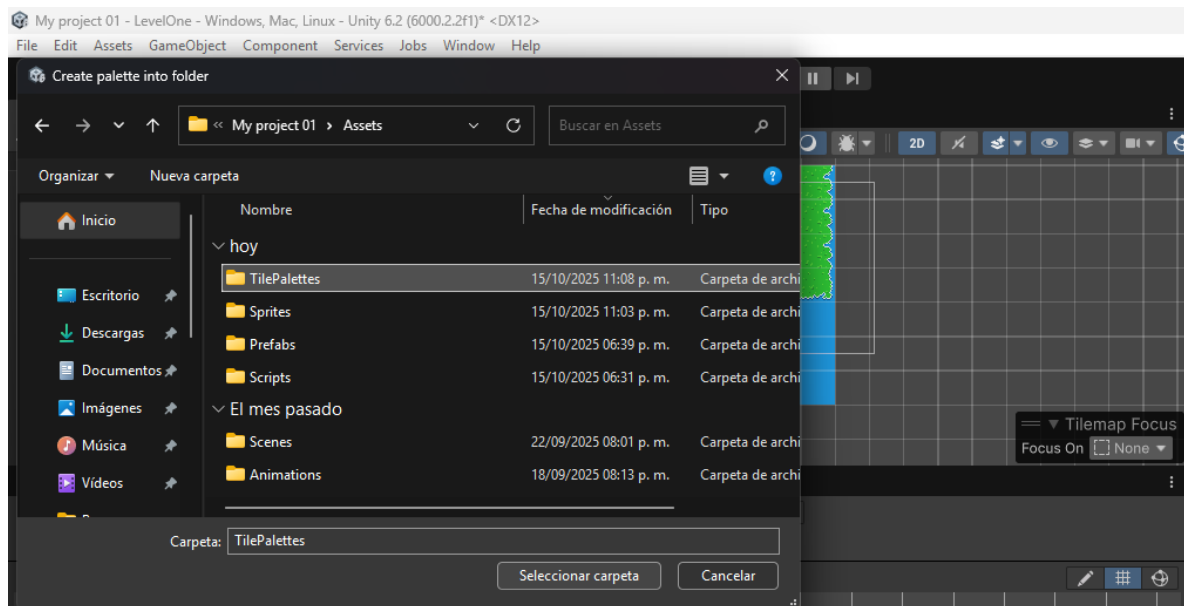 My project 01 - LevelOne - Windows, Mac, Linux - Unity 6.2 (6000.2.2f1)* <DX12>
File Edit Assets GameObject Component Services Jobs Window Help
Create palette into folder
« My project 01 › Assets
Buscar en Assets
2D
Organizar Nueva carpeta
Inicio
Nombre Fecha de modificación Tipo
hoy
TilePalettes 15/10/2025 11:08 p. m. Carpeta de archi
Escritorio
Sprites 15/10/2025 11:03 p. m. Carpeta de archi
Descargas
Prefabs 15/10/2025 06:39 p. m. Carpeta de archi
Documentos
Scripts 15/10/2025 06:31 p. m. Carpeta de archi
Imágenes
El mes pasado
Música
Scenes 22/09/2025 08:01 p. m. Carpeta de archi
Vídeos
Animations 18/09/2025 08:13 p. m. Carpeta de archi
Tilemap Focus
Focus On None
Carpeta: TilePalettes
Seleccionar carpeta Cancelar